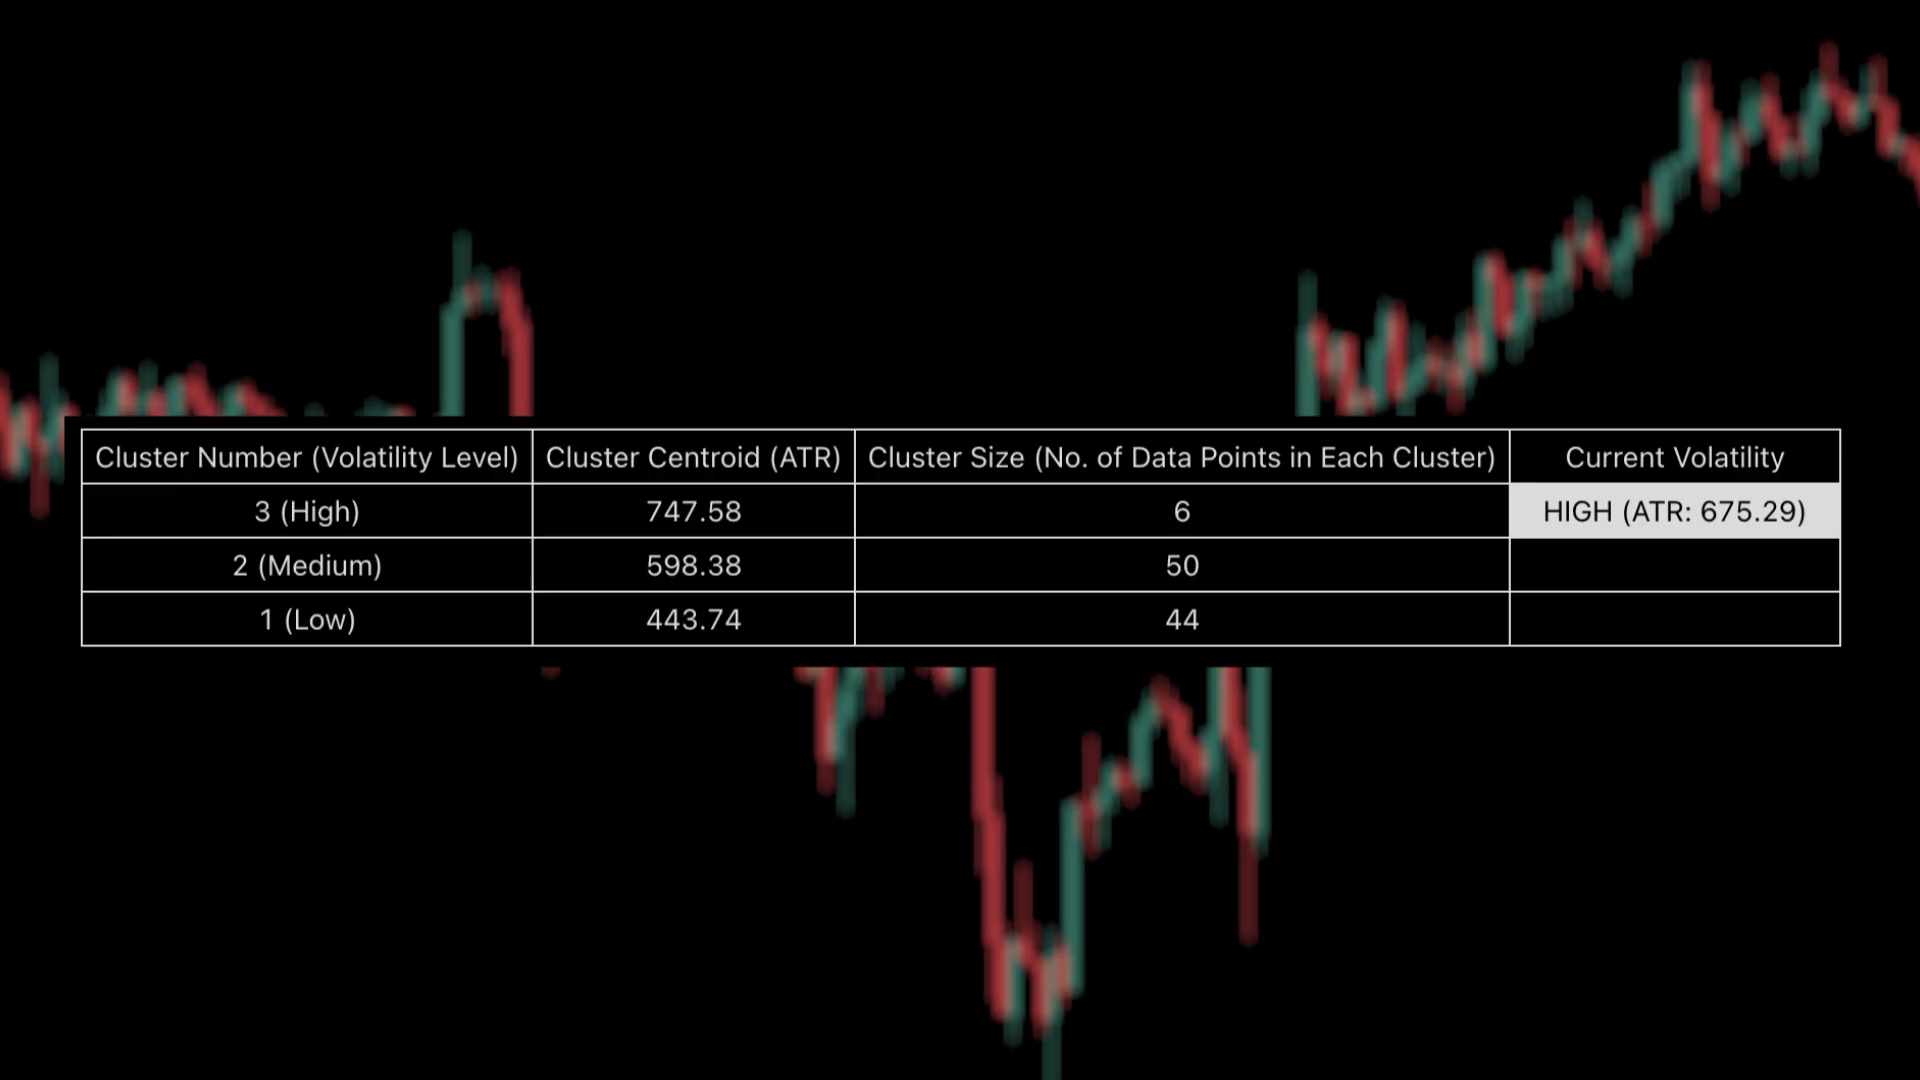 Cluster Number (Volatility Level) Cluster Centroid (ATR) Cluster Size (No. of Data Points in Each Cluster) Current Volatility
3 (High) 747.58 6 HIGH (ATR: 675.29)
2 (Medium) 598.38 50
1 (Low) 443.74 44